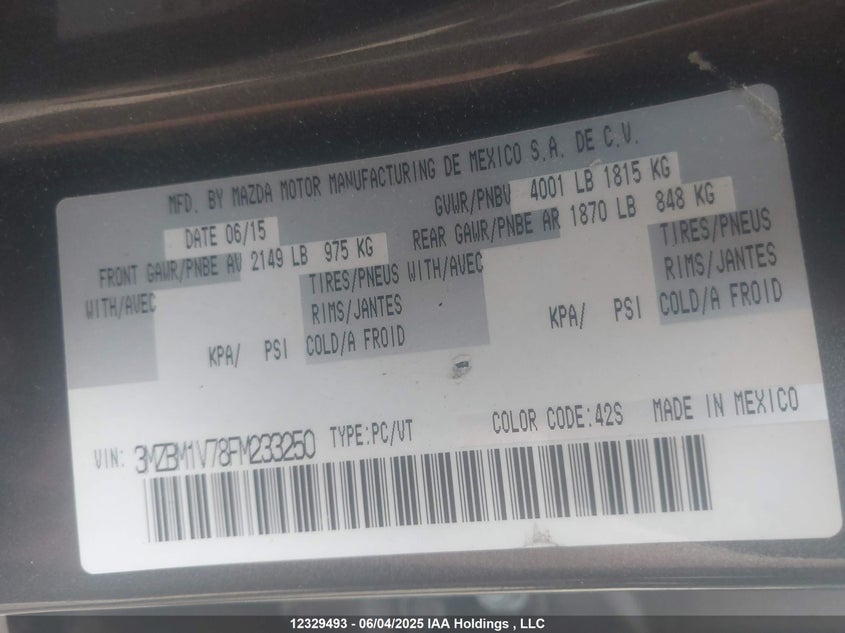 MFD. BY MAZDA MOTOR MANUFACTURING DE MEXICO S.A. DE C.V.
DATE 06/15 GVWR/PNBV 4001 LB 1815 KG
FRONT GAWR/PNBE AV 2149 LB 975 KG REAR GAWR/PNBE AR 1870 LB 848 KG
WITH/AVEC TIRES/PNEUS WITH/AVEC TIRES/PNEUS
RIMS/JANTES RIMS/JANTES
KPA/ PSI COLD/A FROID KPA/ PSI COLD/A FROID
VIN: 3MZBM1V78FM233250 TYPE:PC/VT COLOR CODE:42S MADE IN MEXICO
12329493 - 06/04/2025 IAA Holdings , LLC